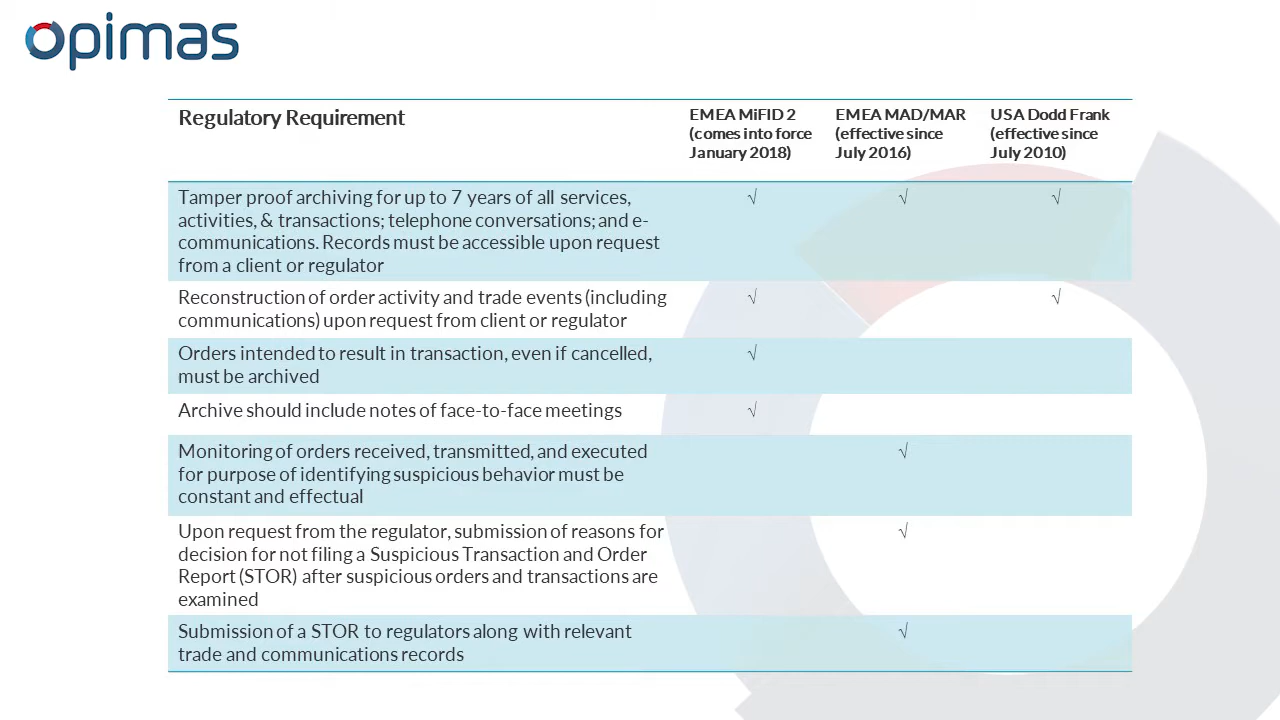 opimas
Regulatory Requirement
EMEA MiFID 2
(comes into force
January 2018)
EMEA MAD/MAR
(effective since
July 2016)
USA Dodd Frank
(effective since
July 2010)
Tamper proof archiving for up to 7 years of all services,
activities, & transactions; telephone conversations; and e-
communications. Records must be accessible upon request
from a client or regulator
√ √ √
Reconstruction of order activity and trade events (including
communications) upon request from client or regulator
√ √
Orders intended to result in transaction, even if cancelled,
must be archived
√
Archive should include notes of face-to-face meetings
√
Monitoring of orders received, transmitted, and executed
for purpose of identifying suspicious behavior must be
constant and effectual
√
Upon request from the regulator, submission of reasons for
decision for not filing a Suspicious Transaction and Order
Report (STOR) after suspicious orders and transactions are
examined
√
Submission of a STOR to regulators along with relevant
trade and communications records
√